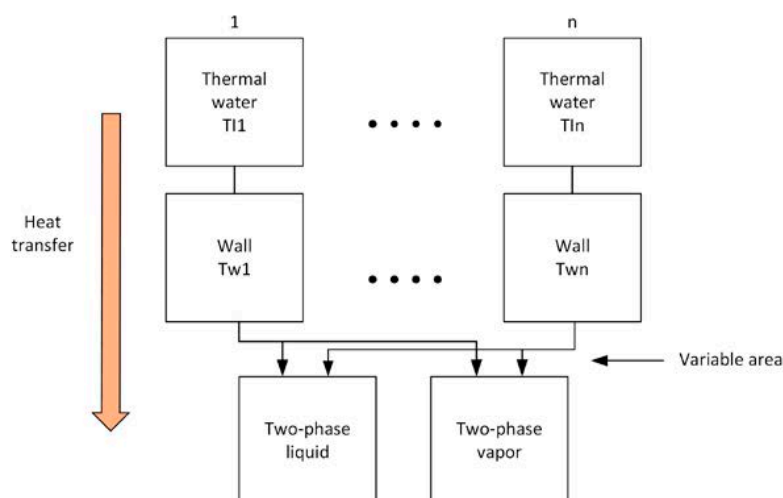 1
n
Thermal
water
Tl1
Thermal
water
Tln
Heat
transfer
Wall
Tw1
Wall
Twn
Variable area
Two-phase
liquid
Two-phase
vapor